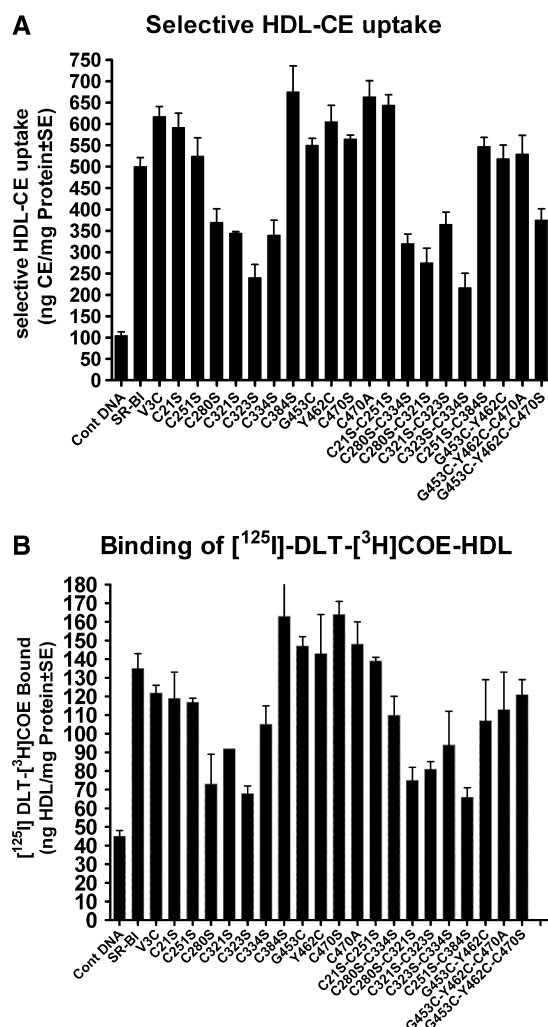 A
Selective HDL-CE uptake
selective HDL-CE uptake
(ng CE/mg Protein±SE)
750
700
650
600
550
500
450
400
350
300
250
200
150
100
50
0
Cont DNA
SR-BI
V3C
C21S
C251S
C280S
C321S
C323S
C334S
C384S
G453C
Y462C
C470S
C470A
C21S-C251S
C280S-C334S
C280S-C321S
C321S-C323S
C323S-C334S
C251S-C384S
G453C-Y462C
G453C-Y462C-C470A
G453C-Y462C-C470S
B
Binding of [¹²⁵I]-DLT-[³H]COE-HDL
[¹²⁵I] DLT-[³H]COE Bound
(ng HDL/mg Protein±SE)
180
170
160
150
140
130
120
110
100
90
80
70
60
50
40
30
20
10
0
Cont DNA
SR-BI
V3C
C21S
C251S
C280S
C321S
C323S
C334S
C384S
G453C
Y462C
C470S
C470A
C21S-C251S
C280S-C334S
C280S-C321S
C321S-C323S
C323S-C334S
C251S-C384S
G453C-Y462C
G453C-Y462C-C470A
G453C-Y462C-C470S